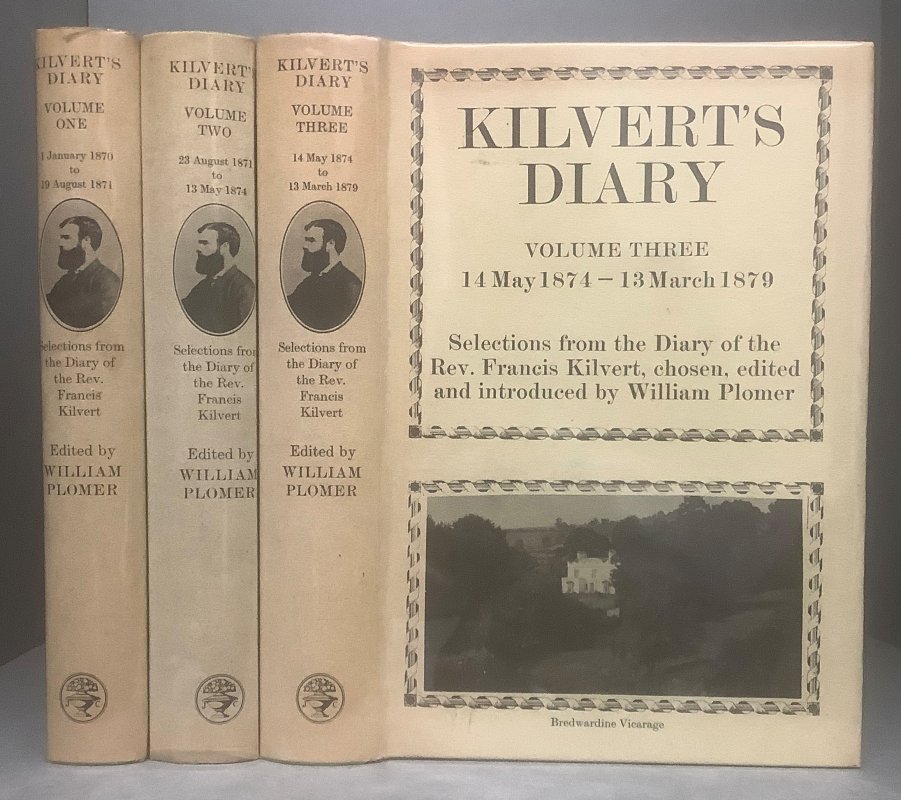 KILVERT'S
DIARY
VOLUME
ONE
1 January 1870
to
19 August 1871
Selections from
the Diary of
the Rev.
Francis
Kilvert
Edited by
WILLIAM
PLOMER
KILVERT'
DIARY
VOLUME
TWO
23 August 1871
to
13 May 1874
Selections from
the Diary of
the Rev.
Francis
Kilvert
Edited by
WILLIAM
PLOMER
KILVERT'S
DIARY
VOLUME
THREE
14 May 1874
to
13 March 1879
Selections from
the Diary of
the Rev.
Francis
Kilvert
Edited by
WILLIAM
PLOMER
KILVERT'S
DIARY
VOLUME THREE
14 May 1874 – 13 March 1879
Selections from the Diary of the
Rev. Francis Kilvert, chosen, edited
and introduced by William Plomer
Bredwardine Vicarage